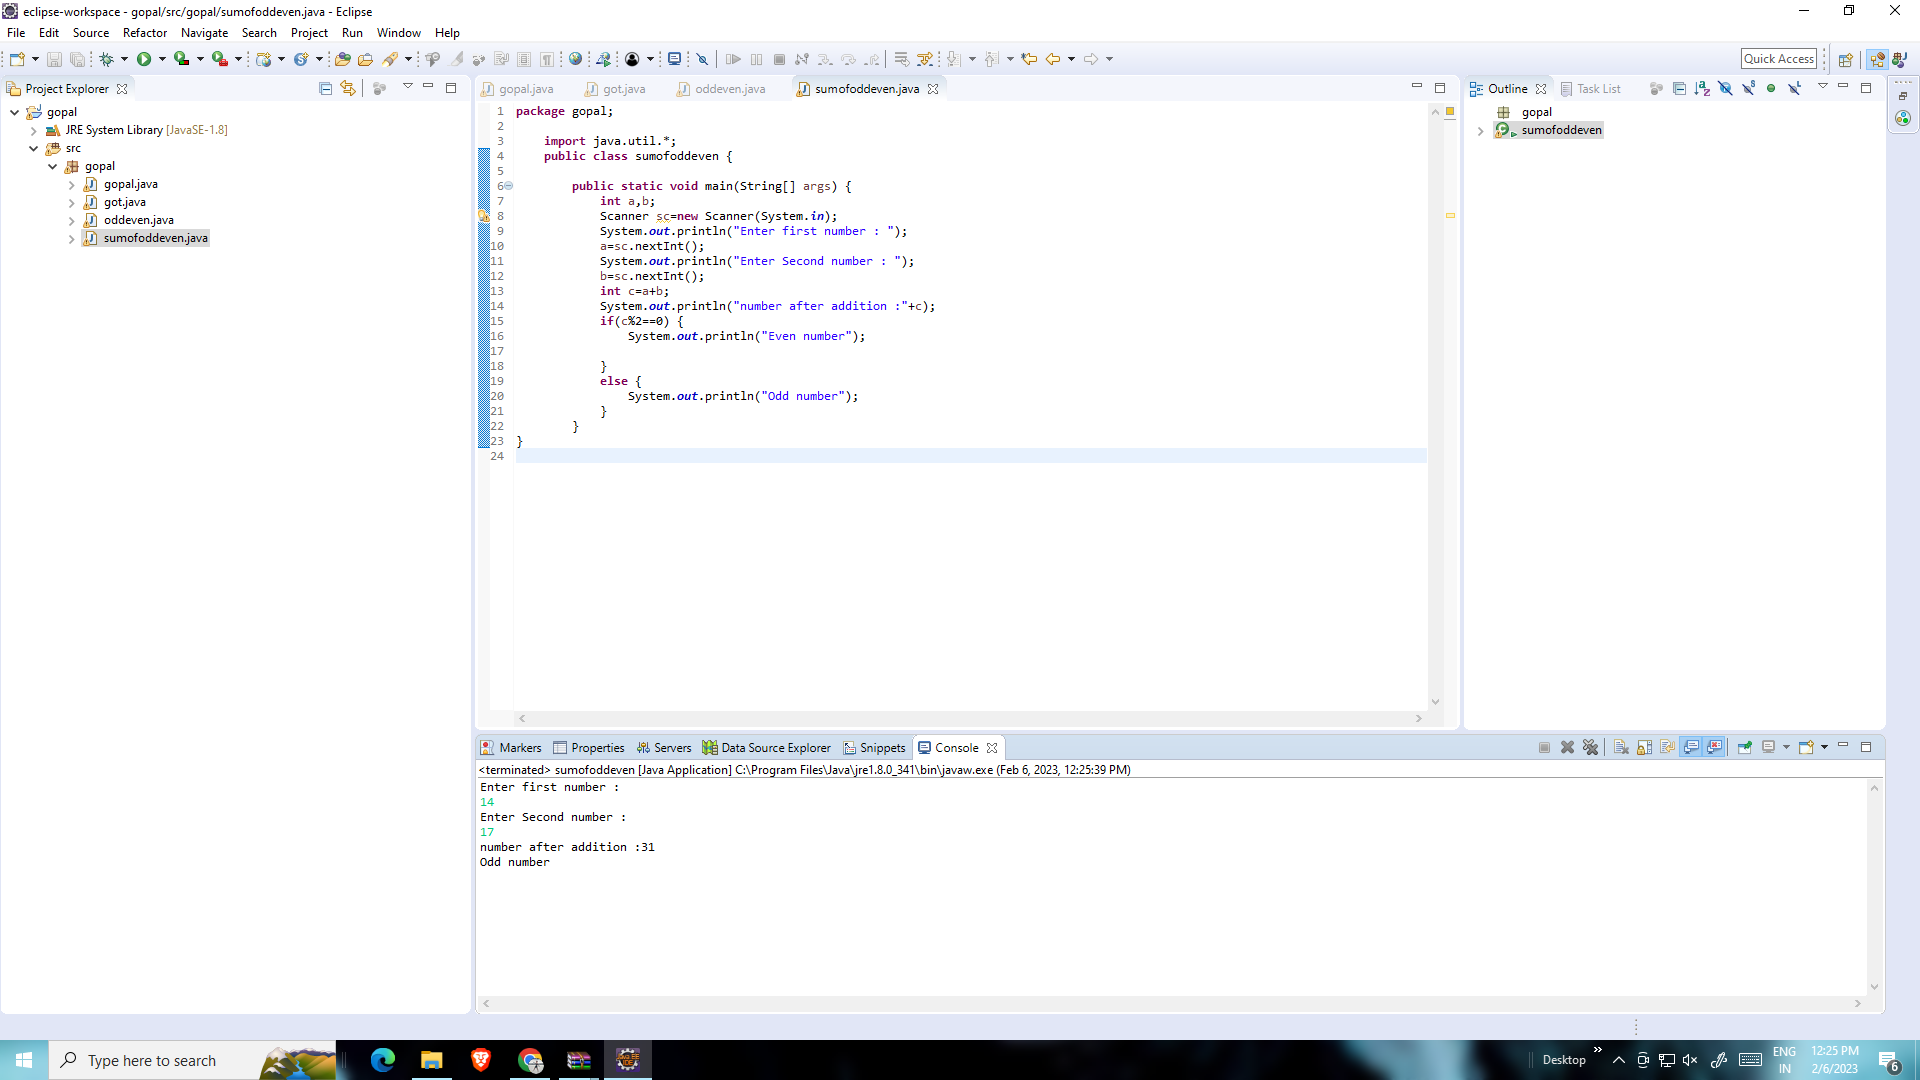 eclipse-workspace - gopal/src/gopal/sumofoddeven.java - Eclipse
File Edit Source Refactor Navigate Search Project Run Window Help
Quick Access
Project Explorer
gopal
JRE System Library [JavaSE-1.8]
src
gopal
gopal.java
got.java
oddeven.java
sumofoddeven.java
gopal.java got.java oddeven.java sumofoddeven.java
1 package gopal;
2
3 import java.util.*;
4 public class sumofoddeven {
5
6 public static void main(String[] args) {
7 int a,b;
8 Scanner sc=new Scanner(System.in);
9 System.out.println("Enter first number : ");
10 a=sc.nextInt();
11 System.out.println("Enter Second number : ");
12 b=sc.nextInt();
13 int c=a+b;
14 System.out.println("number after addition :"+c);
15 if(c%2==0) {
16 System.out.println("Even number");
17
18 }
19 else {
20 System.out.println("Odd number");
21 }
22 }
23 }
24
Outline Task List
gopal
sumofoddeven
Markers Properties Servers Data Source Explorer Snippets Console
<terminated> sumofoddeven [Java Application] C:\Program Files\Java\jre1.8.0_341\bin\javaw.exe (Feb 6, 2023, 12:25:39 PM)
Enter first number :
14
Enter Second number :
17
number after addition :31
Odd number
Type here to search
Desktop
ENG
IN
12:25 PM
2/6/2023
6